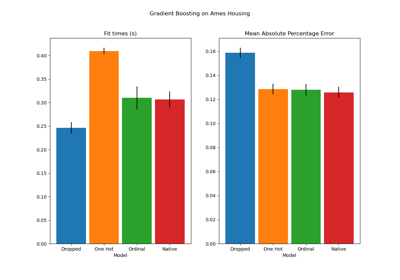 Gradient Boosting on Ames Housing
Fit times (s)
0.40
0.35
0.30
0.25
0.20
0.15
0.10
0.05
0.00
Dropped One Hot Ordinal Native
Model
Mean Absolute Percentage Error
0.16
0.14
0.12
0.10
0.08
0.06
0.04
0.02
0.00
Dropped One Hot Ordinal Native
Model